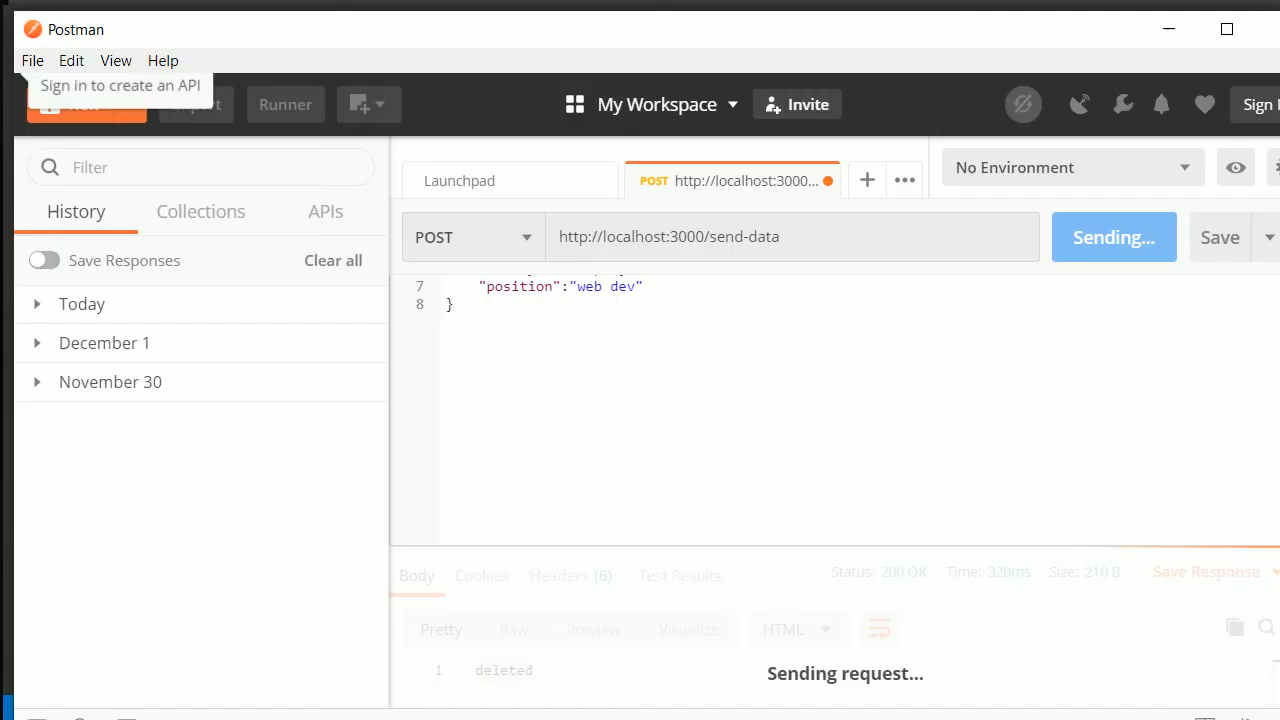 Postman
File Edit View Help
Sign in to create an API
Runner
My Workspace
Invite
Sign i
Filter
History Collections APIs
Save Responses Clear all
Today
December 1
November 30
Launchpad
POST http://localhost:3000...
No Environment
POST http://localhost:3000/send-data Sending... Save
7 "position":"web dev"
8 }
Body Cookies Headers (6) Test Results Status: 200 OK Time: 320ms Size: 210 B Save Response
Pretty Raw Preview Visualize HTML
1 deleted
Sending request...